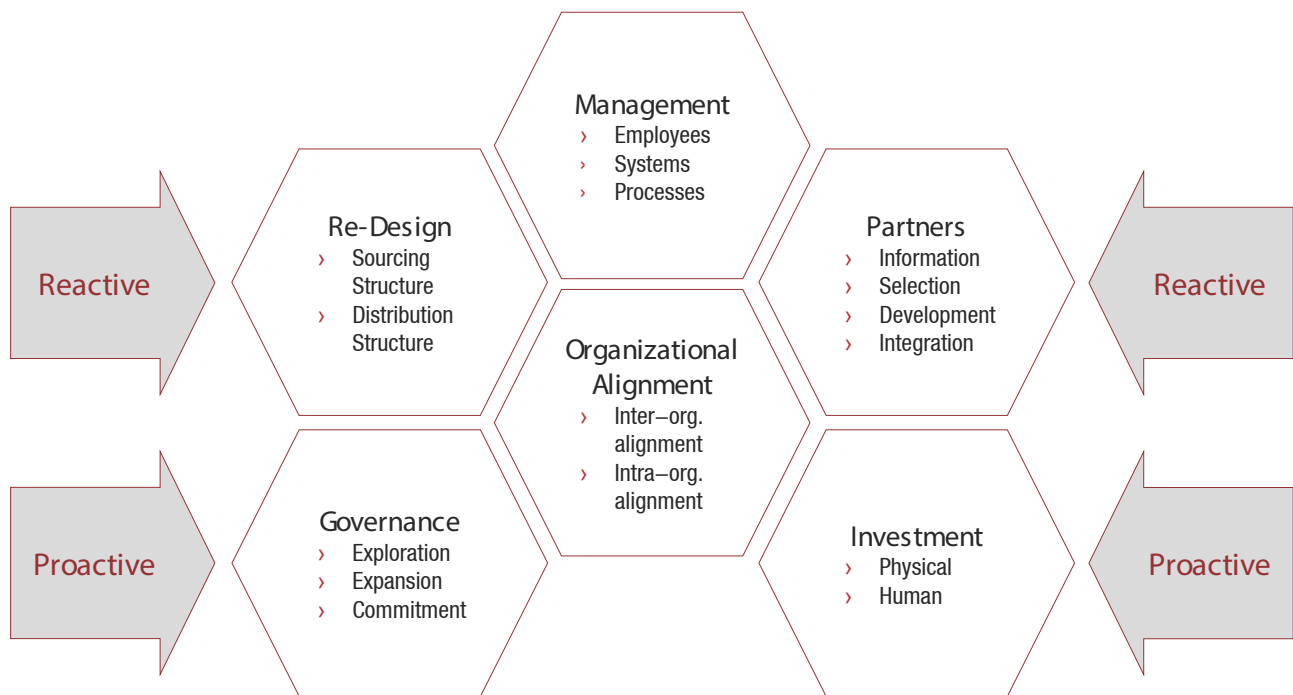 Management
› Employees
› Systems
› Processes
Re-Design
› Sourcing
Structure
› Distribution
Structure
Partners
› Information
› Selection
› Development
› Integration
Reactive
Reactive
Organizational
Alignment
› Inter–org.
alignment
› Intra–org.
alignment
Governance
› Exploration
› Expansion
› Commitment
Investment
› Physical
› Human
Proactive
Proactive